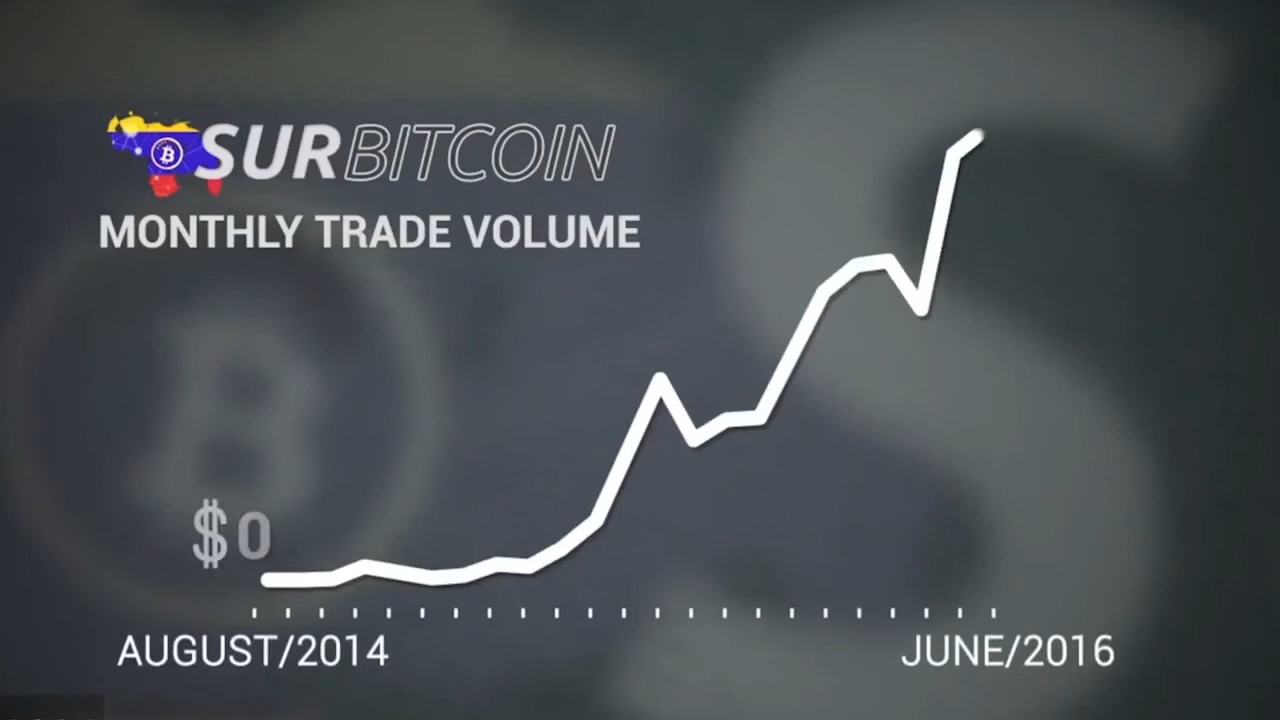 SURBITCOIN
MONTHLY TRADE VOLUME
$0
AUGUST/2014
JUNE/2016